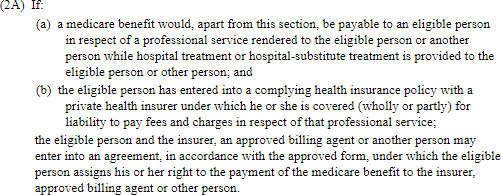 (2A) If:
(a) a medicare benefit would, apart from this section, be payable to an eligible person
in respect of a professional service rendered to the eligible person or another
person while hospital treatment or hospital-substitute treatment is provided to the
eligible person or other person; and
(b) the eligible person has entered into a complying health insurance policy with a
private health insurer under which he or she is covered (wholly or partly) for
liability to pay fees and charges in respect of that professional service;
the eligible person and the insurer, an approved billing agent or another person may
enter into an agreement, in accordance with the approved form, under which the eligible
person assigns his or her right to the payment of the medicare benefit to the insurer,
approved billing agent or other person.